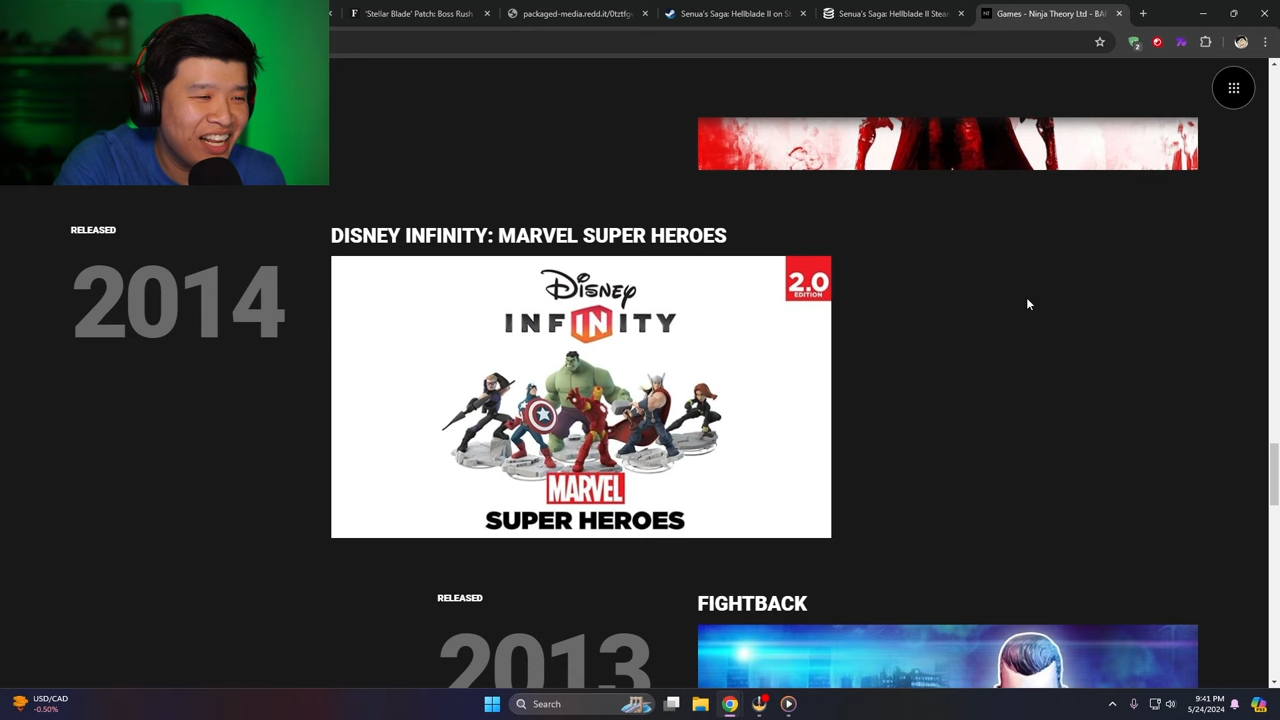 'Stellar Blade' Patch: Boss Rush
packaged-media.redd.it/0tztfgv
Senua's Saga: Hellblade II on St
Senua's Saga: Hellblade II Stea
Games - Ninja Theory Ltd - BA
RELEASED
2014
DISNEY INFINITY: MARVEL SUPER HEROES
2.0
EDITION
Disney
INFINITY
MARVEL
SUPER HEROES
RELEASED
2013
FIGHTBACK
USD/CAD
-0.50%
Search
9:41 PM
5/24/2024